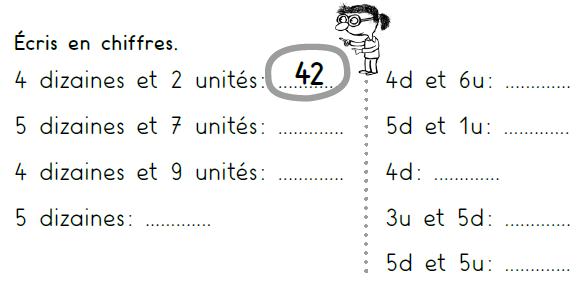 Écris en chiffres.
4 dizaines et 2 unités: 42
5 dizaines et 7 unités: .............
4 dizaines et 9 unités: .............
5 dizaines: .............
4d et 6u: .............
5d et 1u: .............
4d: .............
3u et 5d: .............
5d et 5u: .............